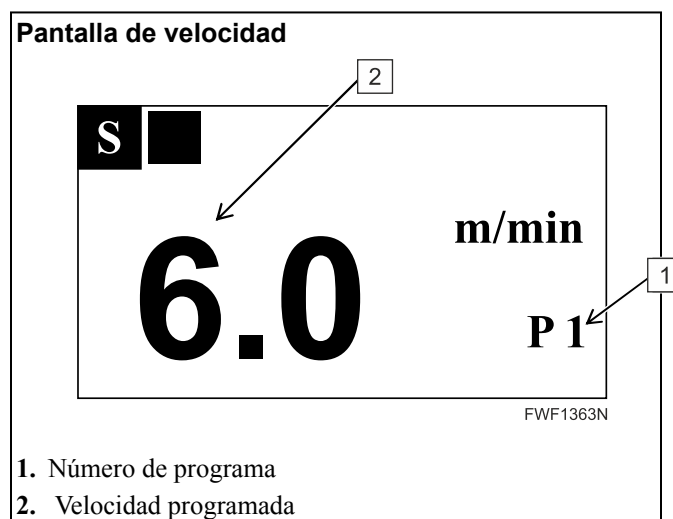 Pantalla de velocidad
2
S
6.0
m/min
1
P 1
FWF1363N
1. Número de programa
2. Velocidad programada